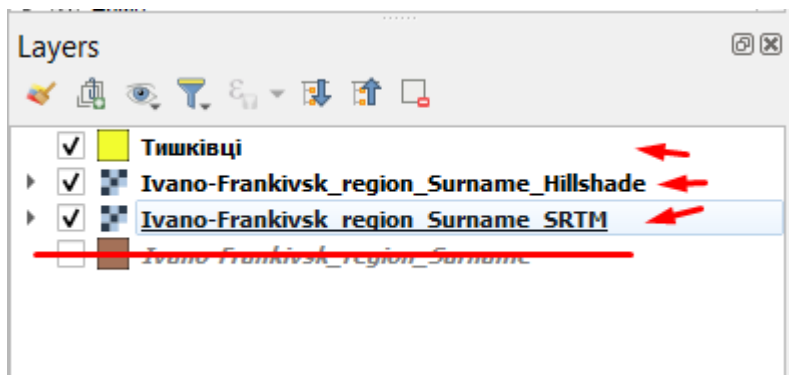 Layers
Тишківці
Ivano-Frankivsk_region_Surname_Hillshade
Ivano-Frankivsk_region_Surname_SRTM
Ivano-Frankivsk_region_Surname